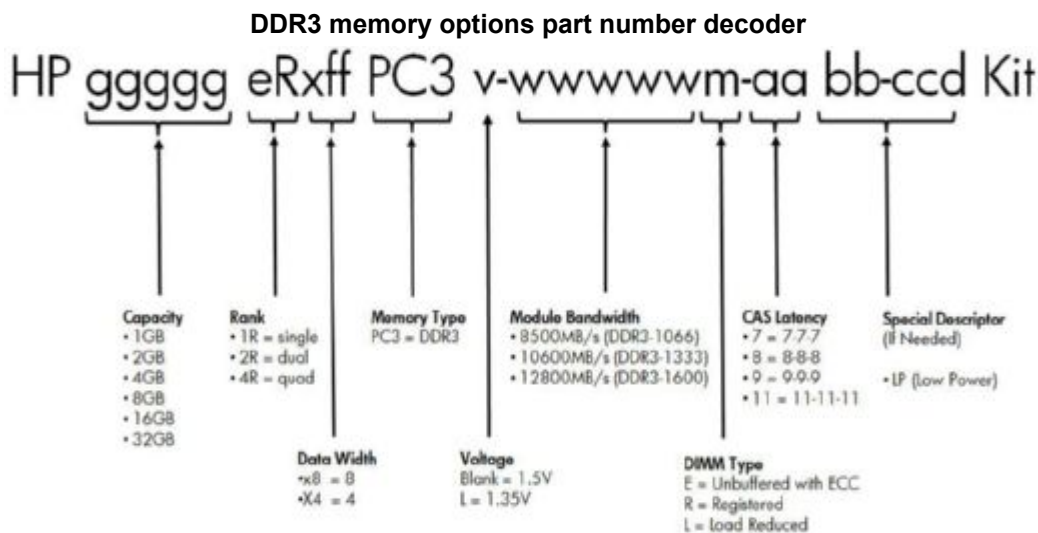 DDR3 memory options part number decoder
HP ggggg eRxff PC3 v-wwwwwm-aa bb-ccd Kit
Capacity
• 1GB
• 2GB
• 4GB
• 8GB
• 16GB
• 32GB
Rank
• 1R = single
• 2R = dual
• 4R = quad
Memory Type
PC3 = DDR3
Module Bandwidth
• 8500MB/s (DDR3-1066)
• 10600MB/s (DDR3-1333)
• 12800MB/s (DDR3-1600)
CAS Latency
• 7 = 7-7-7
• 8 = 8-8-8
• 9 = 9-9-9
• 11 = 11-11-11
Special Descriptor
(If Needed)
• LP (Low Power)
Data Width
•x8 = 8
•X4 = 4
Voltage
Blank = 1.5V
L = 1.35V
DIMM Type
E = Unbuffered with ECC
R = Registered
L = Load Reduced